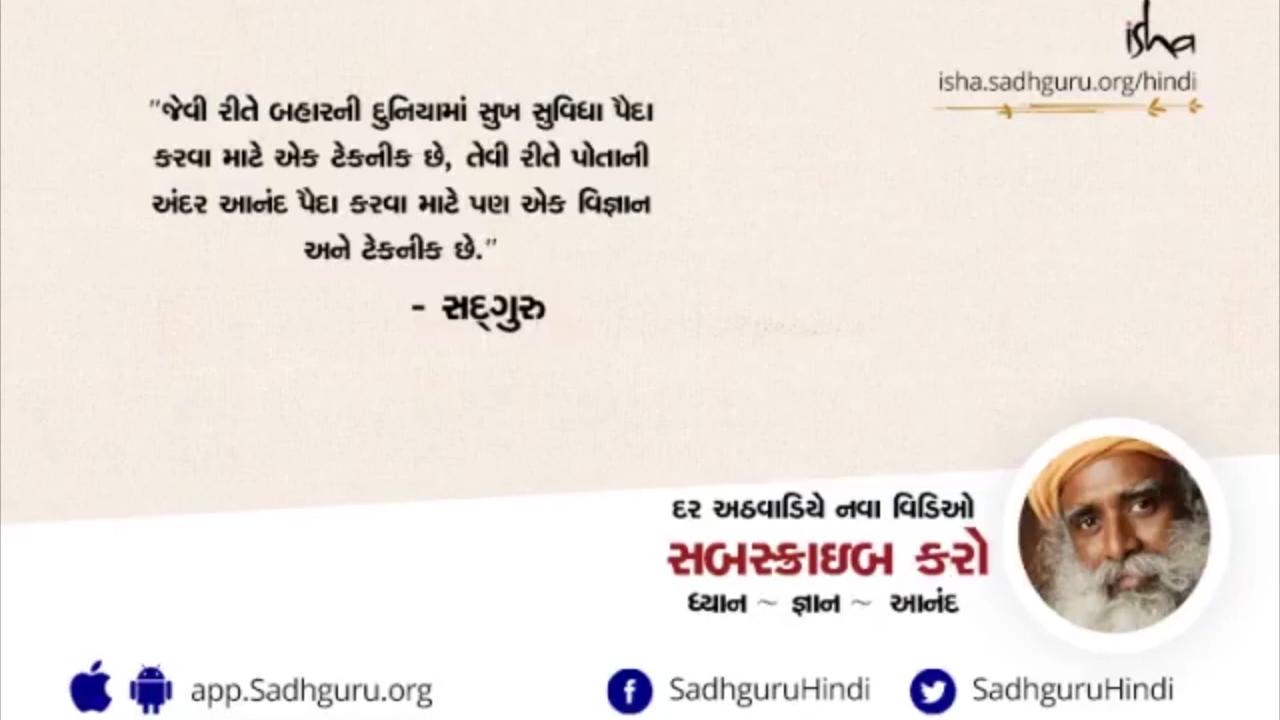 isha
isha.sadhguru.org/hindi
"જેવી રીતે બહારની દુનિયામાં સુખ સુવિધા પૈદા
કરવા માટે એક ટેકનીક છે, તેવી રીતે પોતાની
અંદર આનંદ પૈદા કરવા માટે પણ એક વિજ્ઞાન
અને ટેકનીક છે."
- સદ્‌ગુરુ
દર અઠવાડિયે નવા વિડિઓ
સબસ્ક્રાઇબ કરો
ધ્યાન ~ જ્ઞાન ~ આનંદ
app.Sadhguru.org
SadhguruHindi
SadhguruHindi